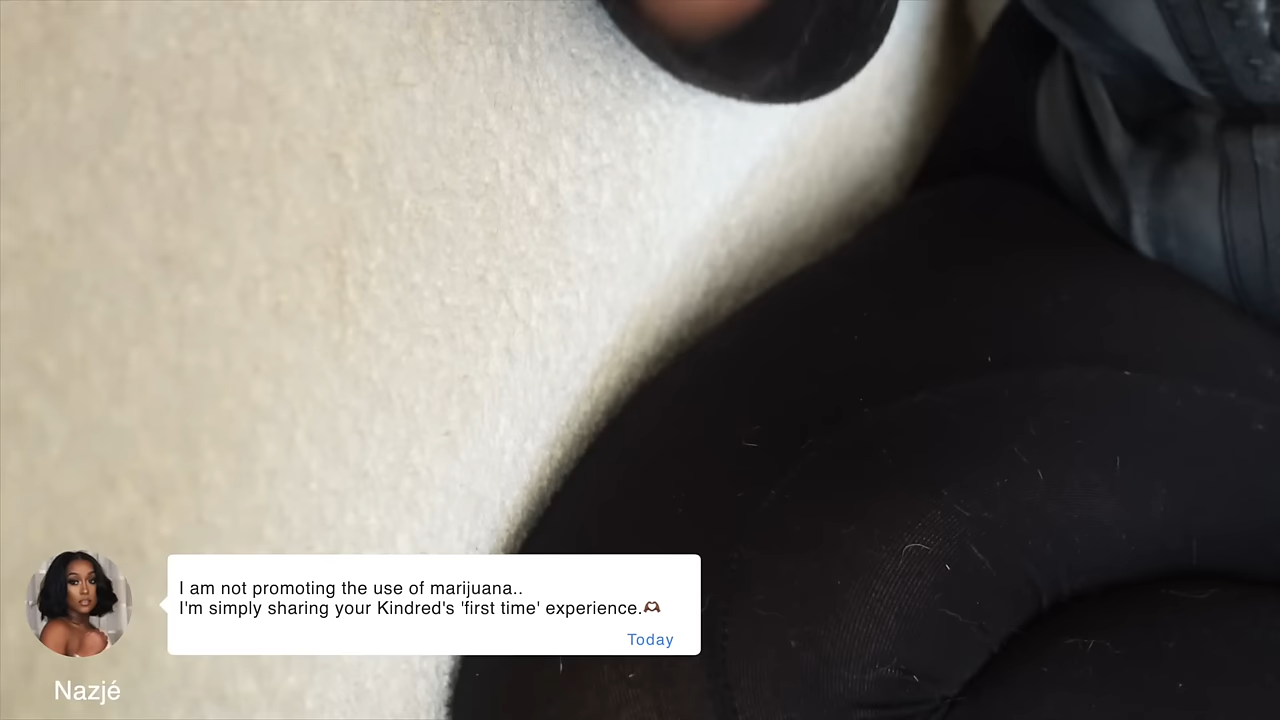 I am not promoting the use of marijuana..
I'm simply sharing your Kindred's 'first time' experience.🫶🏾
Today
Nazjé